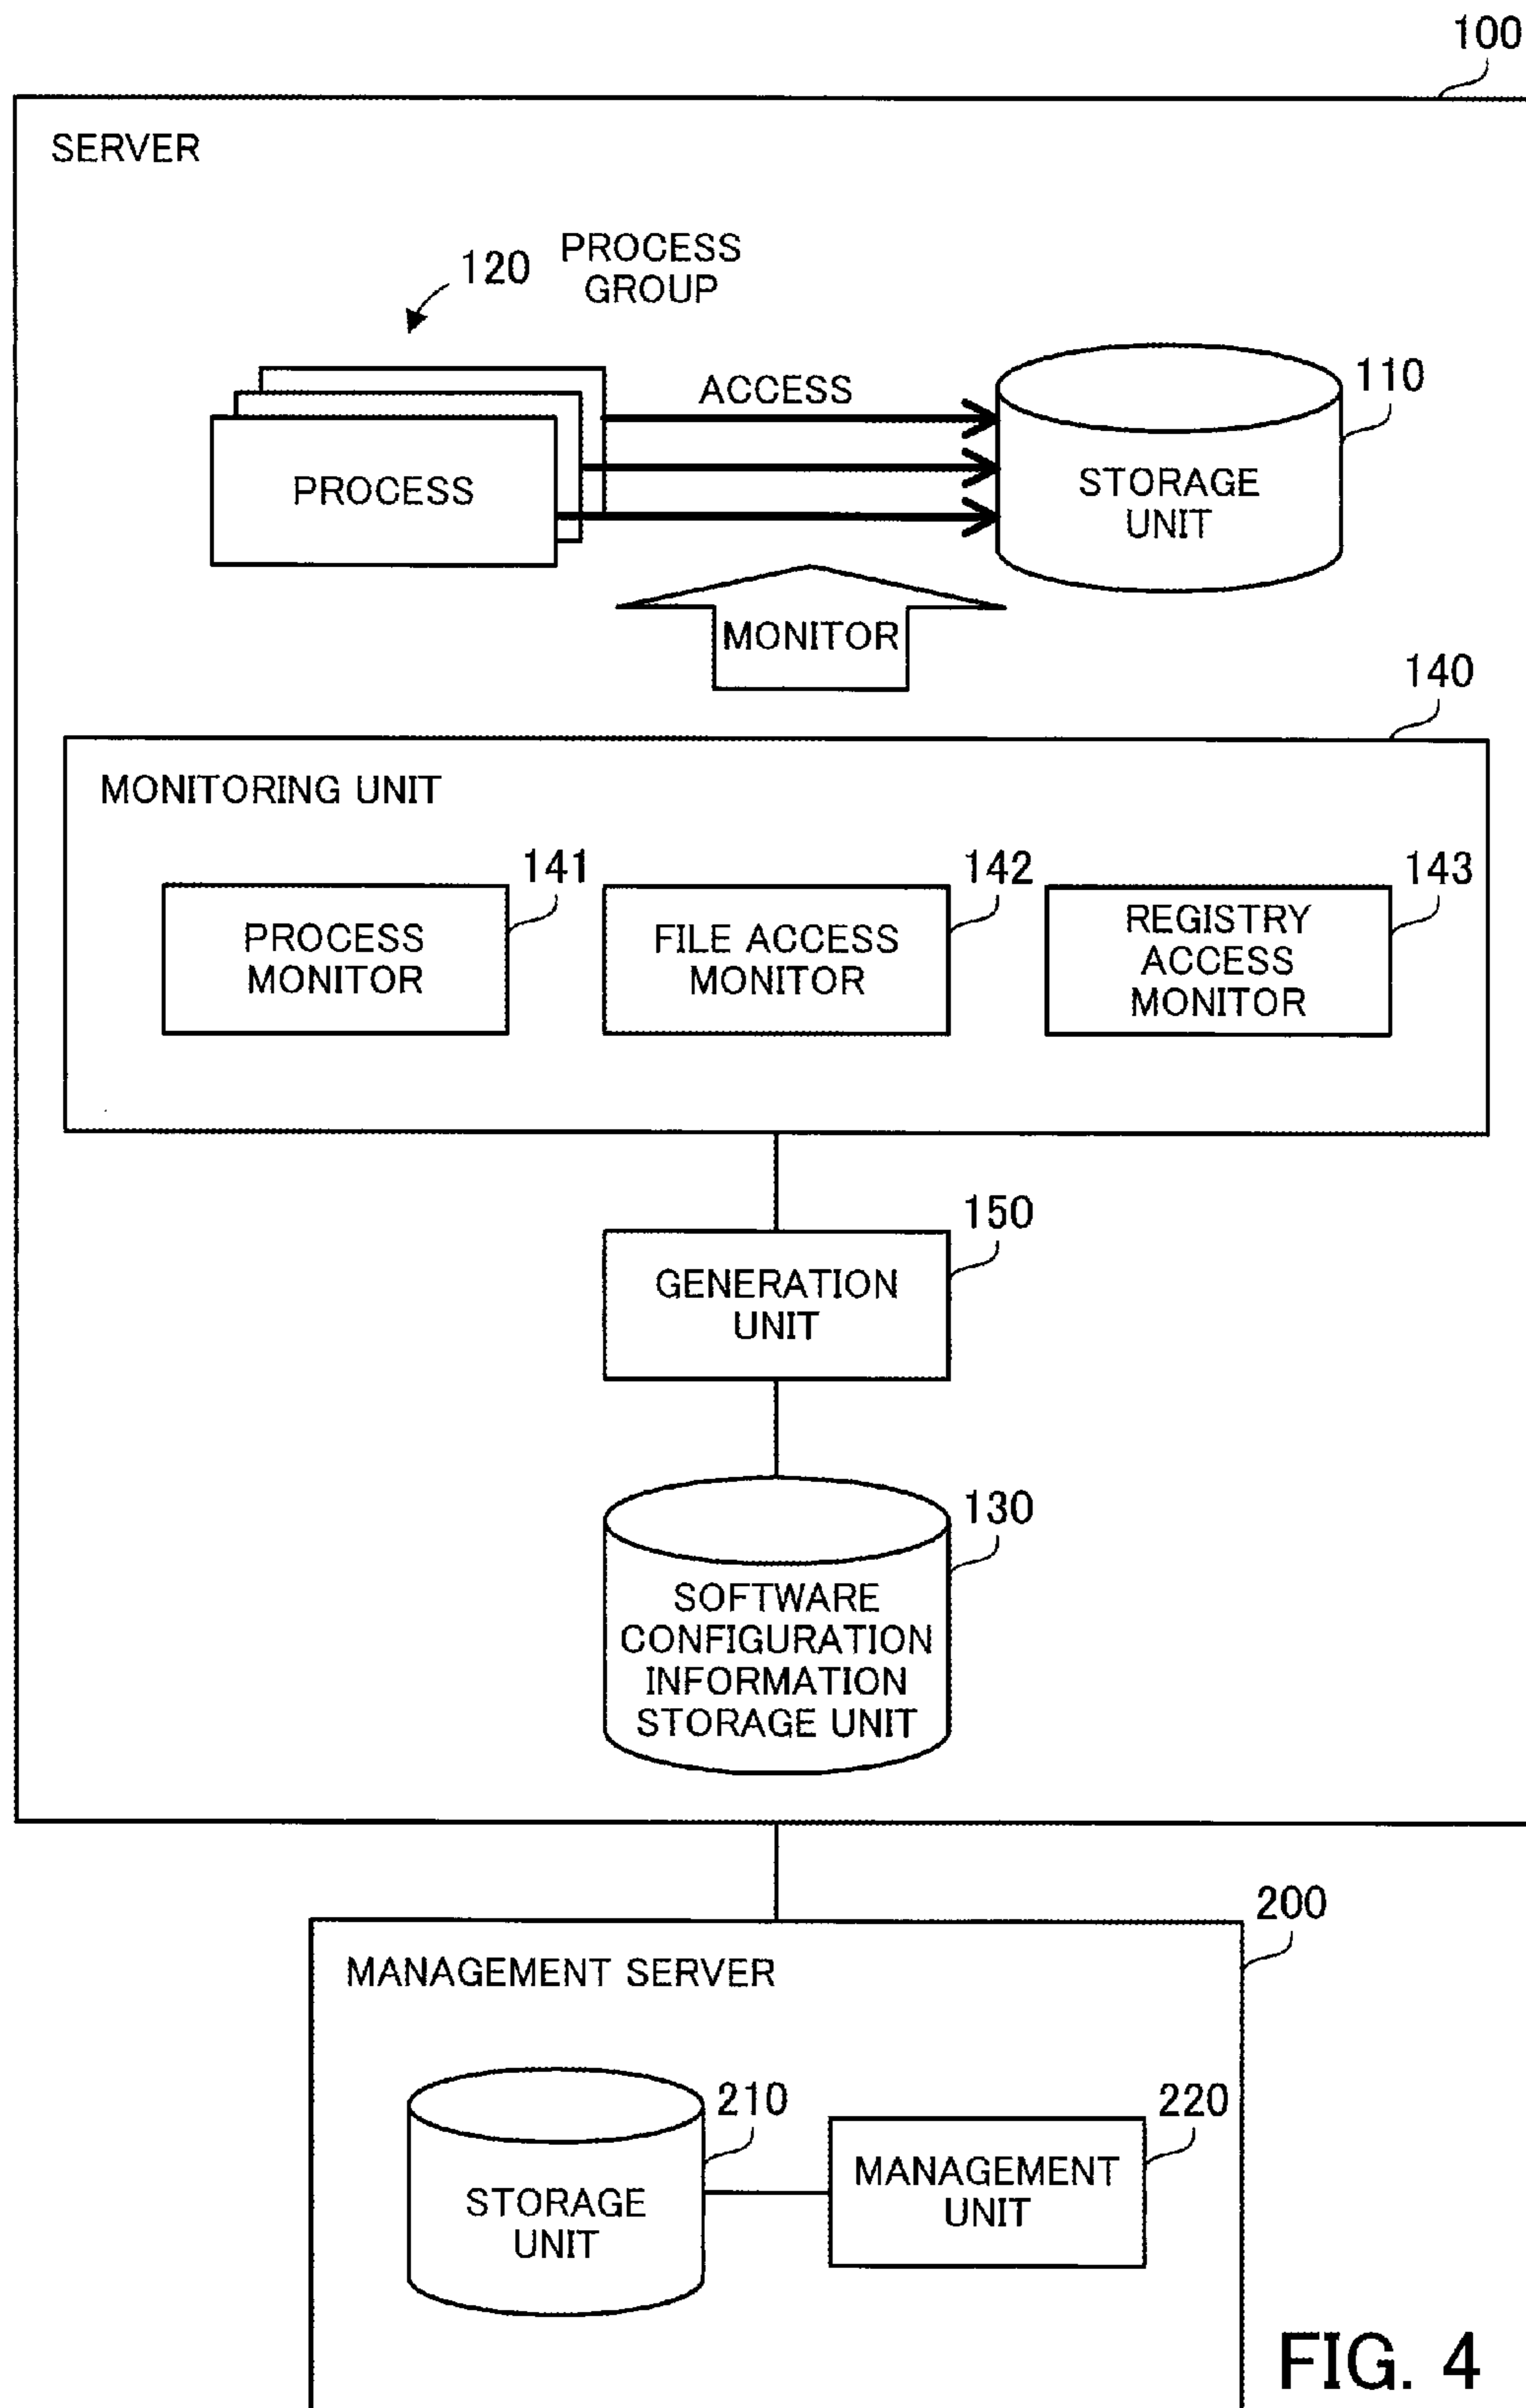 100
SERVER
120
PROCESS
GROUP
ACCESS
110
PROCESS
STORAGE
UNIT
MONITOR
140
MONITORING UNIT
141
142
143
PROCESS
MONITOR
FILE ACCESS
MONITOR
REGISTRY
ACCESS
MONITOR
150
GENERATION
UNIT
130
SOFTWARE
CONFIGURATION
INFORMATION
STORAGE UNIT
200
MANAGEMENT SERVER
210
220
STORAGE
UNIT
MANAGEMENT
UNIT
FIG. 4